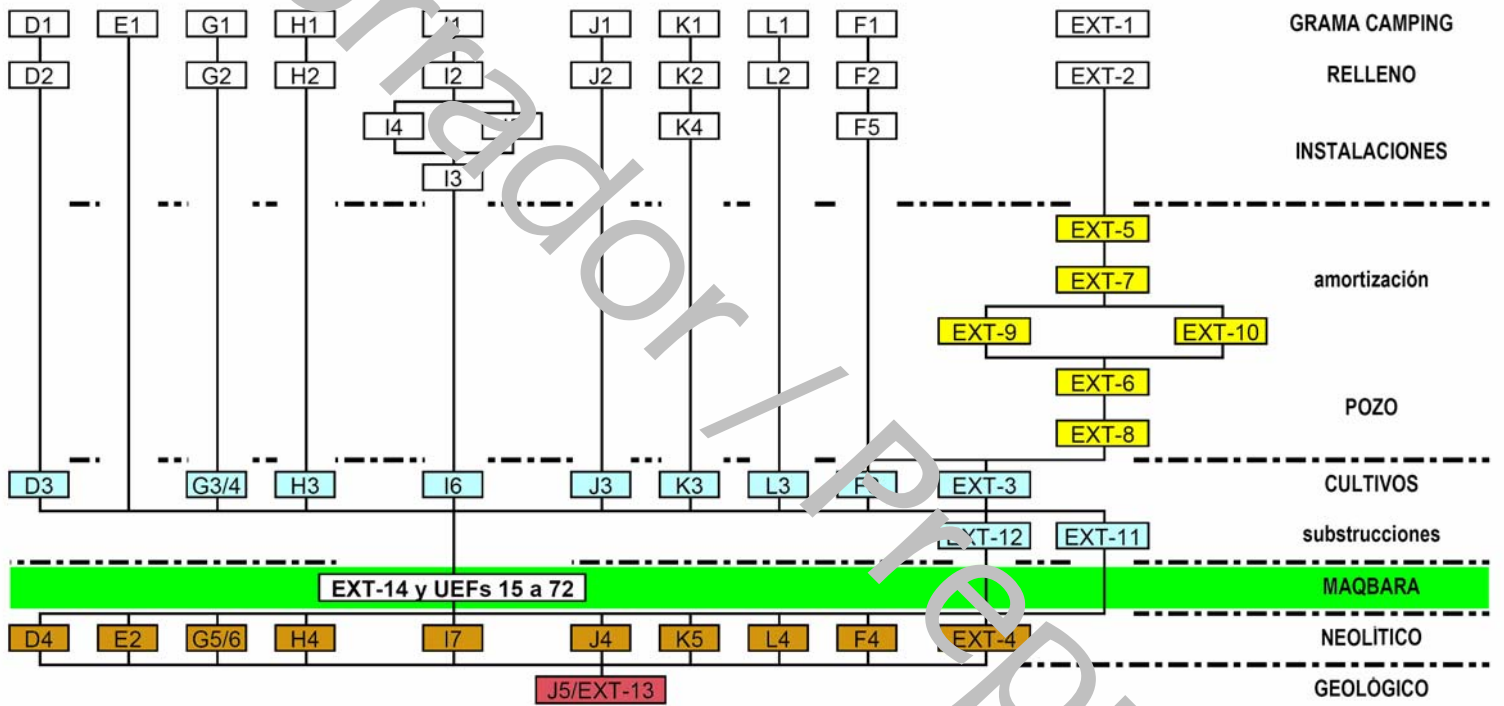 D1 E1 G1 H1 I1 J1 K1 L1 F1 EXT-1 GRAMA CAMPING
D2 G2 H2 I2 J2 K2 L2 F2 EXT-2 RELLENO
I4 K4 F5
INSTALACIONES
I3
EXT-5
EXT-7 amortización
EXT-9 EXT-10
EXT-6
POZO
EXT-8
D3 G3/4 H3 I6 J3 K3 L3 EXT-3 CULTIVOS
EXT-12 EXT-11 substrucciones
EXT-14 y UEFs 15 a 72 MAQBARA
D4 E2 G5/6 H4 I7 J4 K5 L4 F4 EXT-4 NEOLÍTICO
J5/EXT-13 GEOLÓGICO
Borrador / Prepr